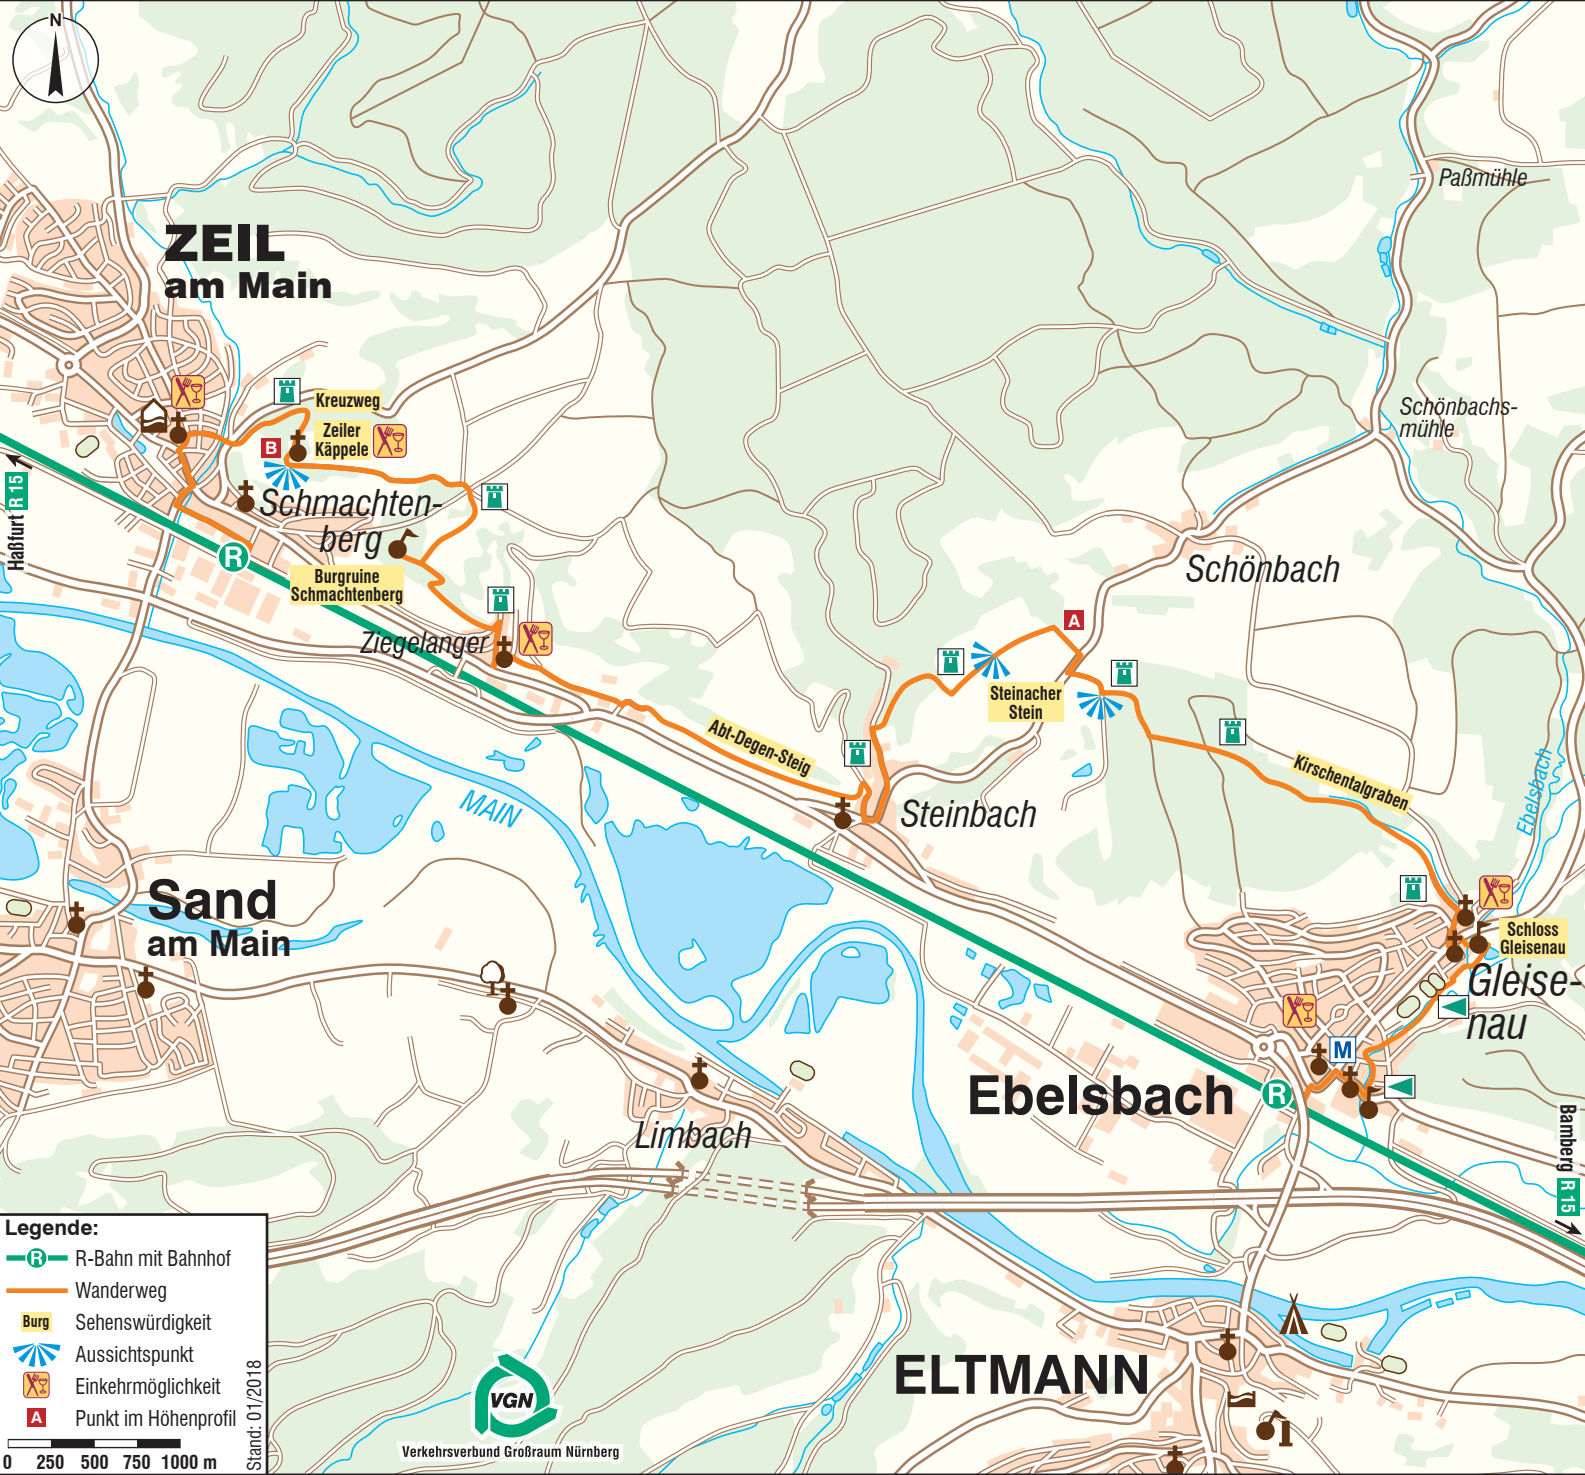 N
Paßmühle
ZEIL
am Main
Kreuzweg
Schönbachs-
mühle
Zeiler
Käppele
B
Haßfurt R 15
Schmachten-
berg
R
Burgruine
Schmachtenberg
Schönbach
A
Ziegelanger
Steinacher
Stein
Abt-Degen-Steig
Kirschentalgraben
Ebelsbach
MAIN
Steinbach
Sand
am Main
Schloss
Gleisenau
Gleise-
nau
M
Ebelsbach
R
Limbach
Bamberg R 15
Legende:
R R-Bahn mit Bahnhof
Wanderweg
Burg Sehenswürdigkeit
Aussichtspunkt
Einkehrmöglichkeit
A Punkt im Höhenprofil
0 250 500 750 1000 m
Stand: 01/2018
VGN
Verkehrsverbund Großraum Nürnberg
ELTMANN